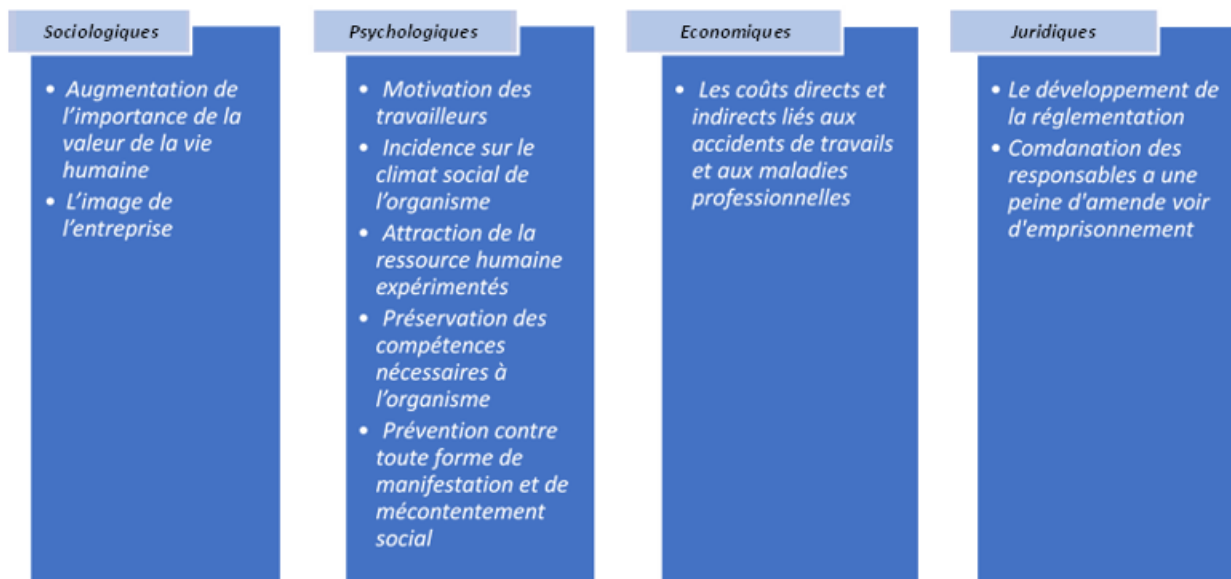 Sociologiques
• Augmentation de
l’importance de la
valeur de la vie
humaine
• L’image de
l’entreprise
Psychologiques
• Motivation des
travailleurs
• Incidence sur le
climat social de
l’organisme
• Attraction de la
ressource humaine
expérimentés
• Préservation des
compétences
nécessaires à
l’organisme
• Prévention contre
toute forme de
manifestation et de
mécontentement
social
Economiques
• Les coûts directs et
indirects liés aux
accidents de travails
et aux maladies
professionnelles
Juridiques
• Le développement de
la réglementation
• Comdanation des
responsables a une
peine d'amende voir
d'emprisonnement